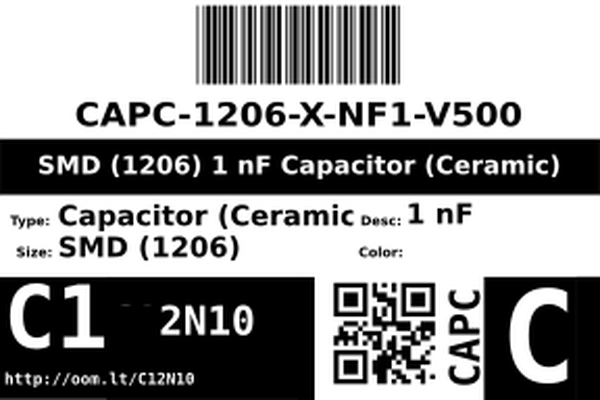 CAPC-1206-X-NF1-V500
SMD (1206) 1 nF Capacitor (Ceramic)
Type: Capacitor (Ceramic Desc: 1 nF
Size: SMD (1206) Color:
C1 2N10
http://oom.lt/C12N10
CAPC
C